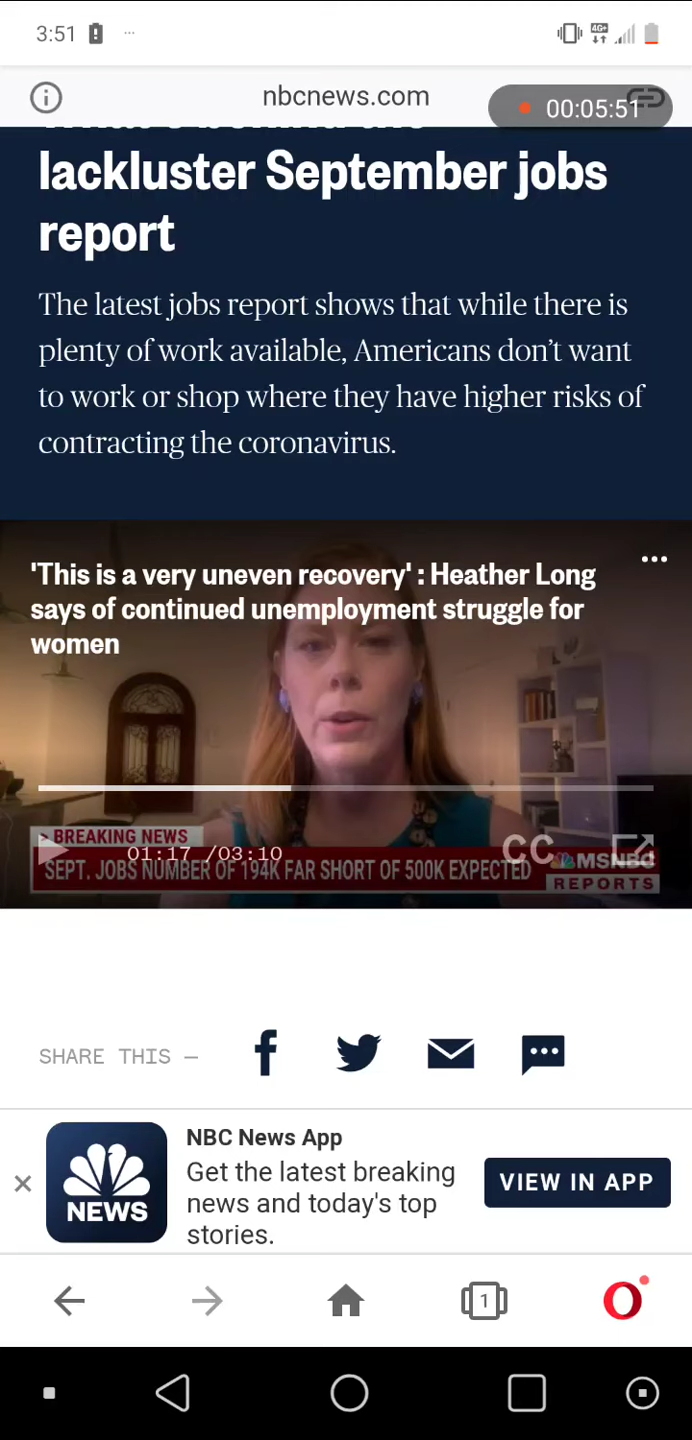 3:51
4G+
nbcnews.com
00:05:51
lackluster September jobs
report
The latest jobs report shows that while there is
plenty of work available, Americans don't want
to work or shop where they have higher risks of
contracting the coronavirus.
'This is a very uneven recovery' : Heather Long
says of continued unemployment struggle for
women
> BREAKING NEWS
01:17 /03:10
CC
SEPT. JOBS NUMBER OF 194K FAR SHORT OF 500K EXPECTED
MSNBC
REPORTS
SHARE THIS —
NBC News App
Get the latest breaking
news and today's top
stories.
NEWS
VIEW IN APP
1